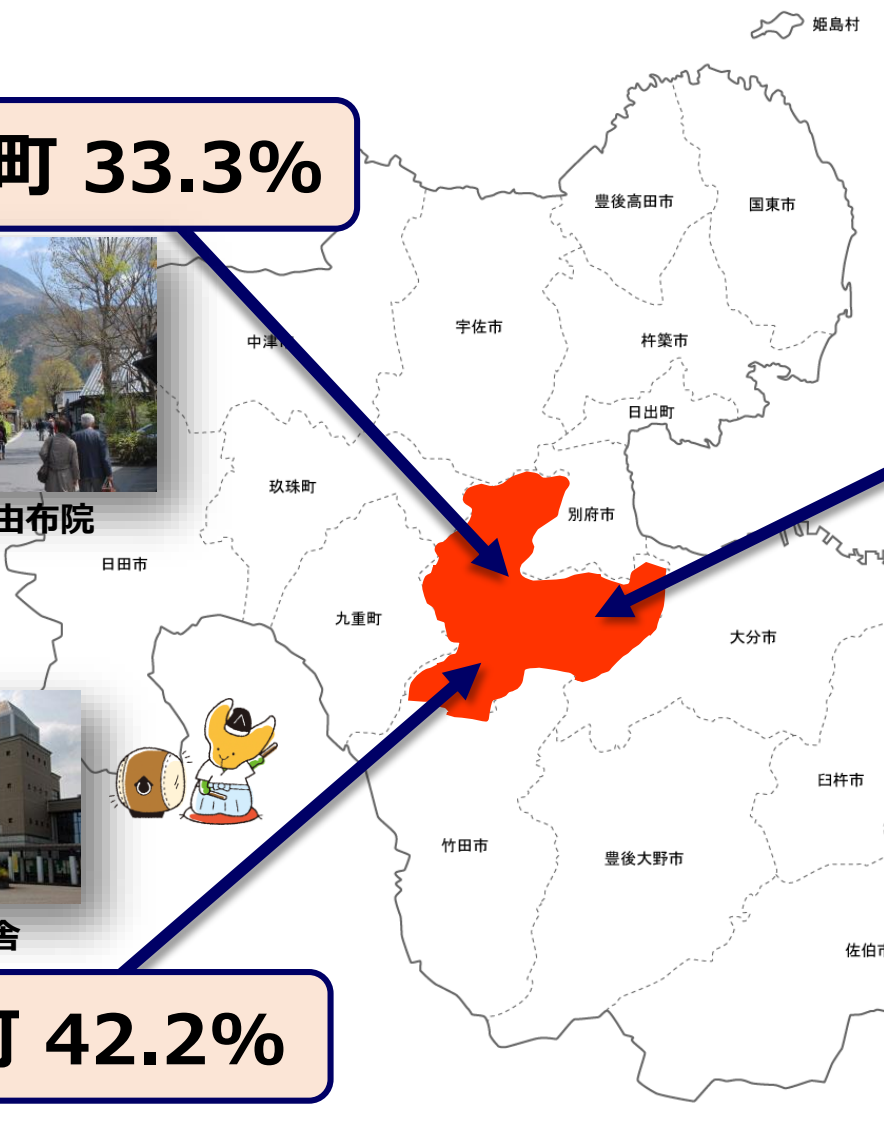 姫島村
町 33.3%
豊後高田市
国東市
宇佐市
杵築市
中津市
日出町
玖珠町
別府市
由布院
日田市
九重町
大分市
臼杵市
竹田市
豊後大野市
舎
佐伯市
町 42.2%